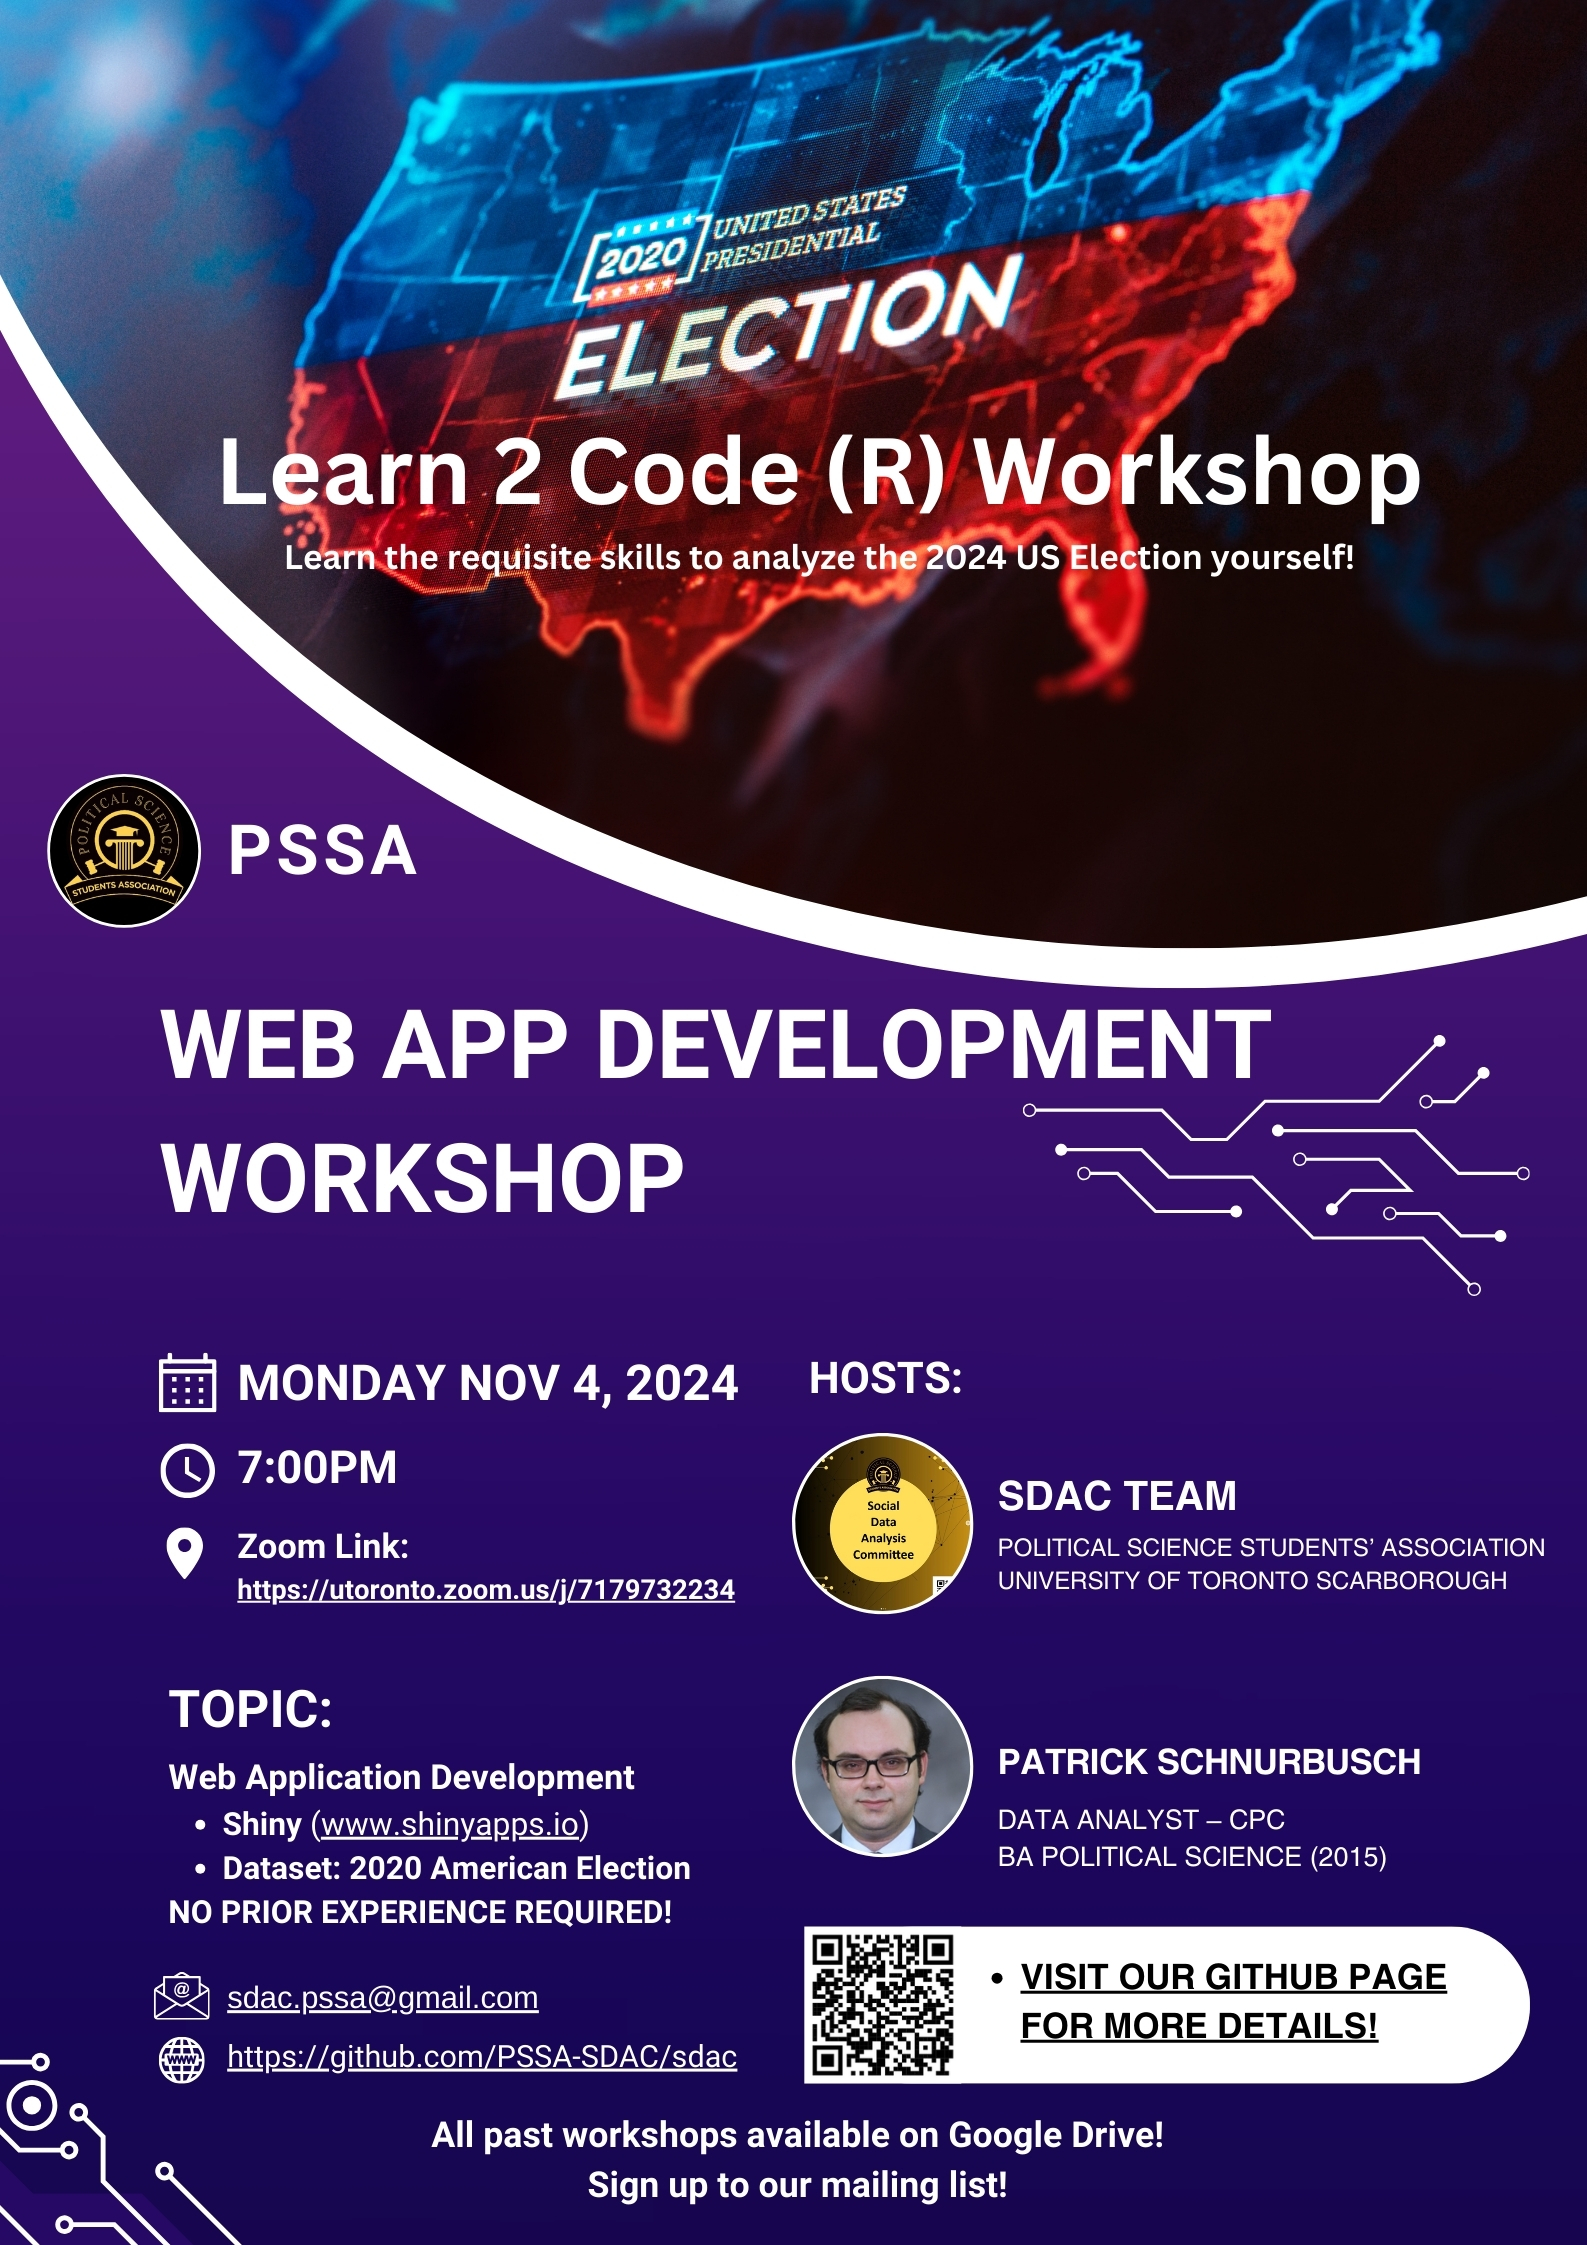 2020
UNITED STATES
PRESIDENTIAL
ELECTION
Learn 2 Code (R) Workshop
Learn the requisite skills to analyze the 2024 US Election yourself!
POLITICAL SCIENCE
STUDENTS ASSOCIATION
PSSA
WEB APP DEVELOPMENT
WORKSHOP
MONDAY NOV 4, 2024
7:00PM
Zoom Link:
https://utoronto.zoom.us/j/7179732234
HOSTS:
Social
Data
Analysis
Committee
SDAC TEAM
POLITICAL SCIENCE STUDENTS’ ASSOCIATION
UNIVERSITY OF TORONTO SCARBOROUGH
TOPIC:
Web Application Development
• Shiny (www.shinyapps.io)
• Dataset: 2020 American Election
NO PRIOR EXPERIENCE REQUIRED!
PATRICK SCHNURBUSCH
DATA ANALYST – CPC
BA POLITICAL SCIENCE (2015)
@ sdac.pssa@gmail.com
www https://github.com/PSSA-SDAC/sdac
• VISIT OUR GITHUB PAGE
FOR MORE DETAILS!
All past workshops available on Google Drive!
Sign up to our mailing list!